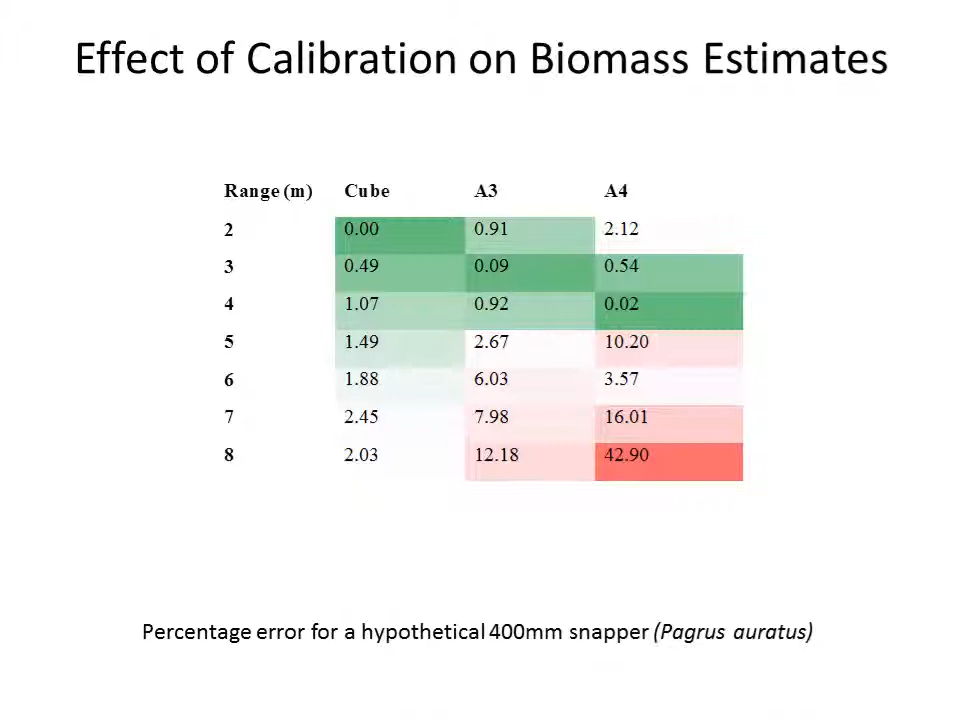 Effect of Calibration on Biomass Estimates
Range (m) Cube A3 A4
2 0.00 0.91 2.12
3 0.49 0.09 0.54
4 1.07 0.92 0.02
5 1.49 2.67 10.20
6 1.88 6.03 3.57
7 2.45 7.98 16.01
8 2.03 12.18 42.90
Percentage error for a hypothetical 400mm snapper (Pagrus auratus)